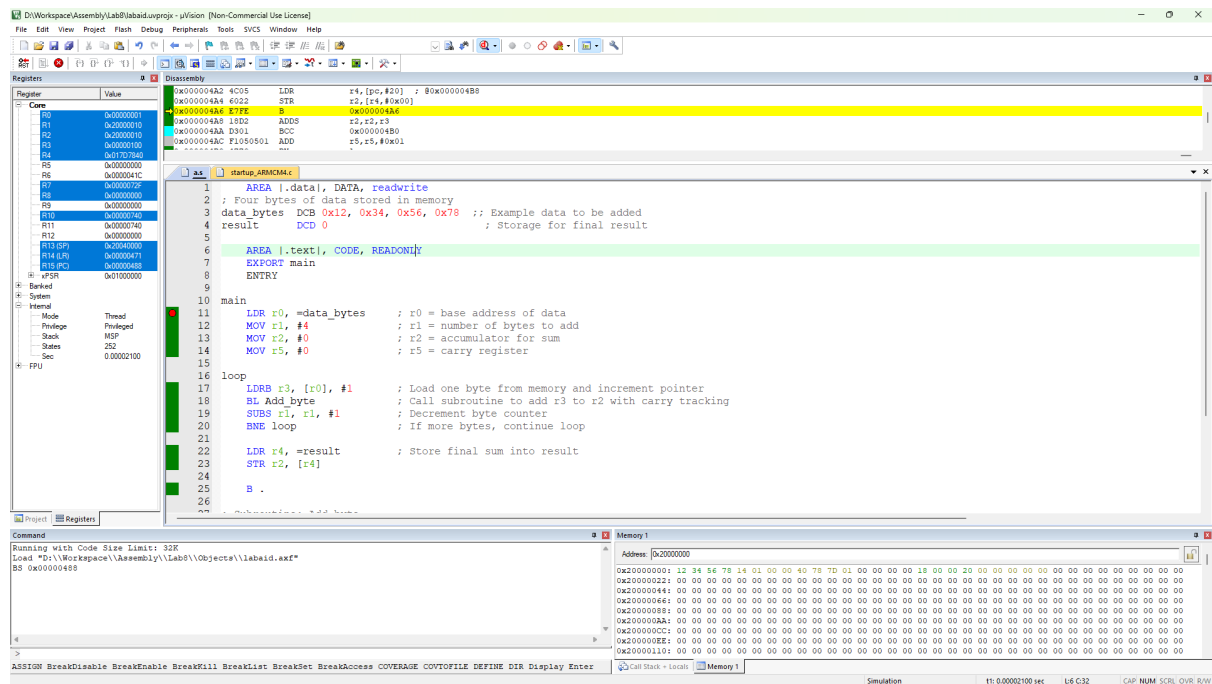 D:\Workspace\Assembly\Lab8\labaid.uvprojx - µVision [Non-Commercial Use License]
File Edit View Project Flash Debug Peripherals Tools SVCS Window Help
Registers
Register Value
Core
R0 0x00000001
R1 0x20000010
R2 0x20000010
R3 0x00000100
R4 0x017D7840
R5 0x00000000
R6 0x0000041C
R7 0x0000072F
R8 0x00000000
R9 0x00000000
R10 0x00000740
R11 0x00000740
R12 0x00000000
R13 (SP) 0x20040000
R14 (LR) 0x00000471
R15 (PC) 0x00000488
xPSR 0x01000000
Banked
System
Internal
Mode Thread
Privilege Privileged
Stack MSP
States 252
Sec 0.00002100
FPU
Project Registers
Disassembly
0x000004A2 4C05 LDR r4,[pc,#20] ; @0x000004B8
0x000004A4 6022 STR r2,[r4,#0x00]
0x000004A6 E7FE B 0x000004A6
0x000004A8 18D2 ADDS r2,r2,r3
0x000004AA D301 BCC 0x000004B0
0x000004AC F1050501 ADD r5,r5,#0x01
a.s startup_ARMCM4.c
1 AREA |.data|, DATA, readwrite
2 ; Four bytes of data stored in memory
3 data_bytes DCB 0x12, 0x34, 0x56, 0x78 ;; Example data to be added
4 result DCD 0 ; Storage for final result
5
6 AREA |.text|, CODE, READONLY
7 EXPORT main
8 ENTRY
9
10 main
11 LDR r0, =data_bytes ; r0 = base address of data
12 MOV r1, #4 ; r1 = number of bytes to add
13 MOV r2, #0 ; r2 = accumulator for sum
14 MOV r5, #0 ; r5 = carry register
15
16 loop
17 LDRB r3, [r0], #1 ; Load one byte from memory and increment pointer
18 BL Add_byte ; Call subroutine to add r3 to r2 with carry tracking
19 SUBS r1, r1, #1 ; Decrement byte counter
20 BNE loop ; If more bytes, continue loop
21
22 LDR r4, =result ; Store final sum into result
23 STR r2, [r4]
24
25 B .
26
Command
Running with Code Size Limit: 32K
Load "D:\\Workspace\\Assembly\\Lab8\\Objects\\labaid.axf"
BS 0x00000488
>
ASSIGN BreakDisable BreakEnable BreakKill BreakList BreakSet BreakAccess COVERAGE COVTOFILE DEFINE DIR Display Enter
Memory 1
Address: 0x20000000
0x20000000: 12 34 56 78 14 01 00 00 40 78 7D 01 00 00 00 00 18 00 00 20 00 00 00 00 00 00 00 00 00 00 00 00 00 00
0x20000022: 00 00 00 00 00 00 00 00 00 00 00 00 00 00 00 00 00 00 00 00 00 00 00 00 00 00 00 00 00 00 00 00 00 00
0x20000044: 00 00 00 00 00 00 00 00 00 00 00 00 00 00 00 00 00 00 00 00 00 00 00 00 00 00 00 00 00 00 00 00 00 00
0x20000066: 00 00 00 00 00 00 00 00 00 00 00 00 00 00 00 00 00 00 00 00 00 00 00 00 00 00 00 00 00 00 00 00 00 00
0x20000088: 00 00 00 00 00 00 00 00 00 00 00 00 00 00 00 00 00 00 00 00 00 00 00 00 00 00 00 00 00 00 00 00 00 00
0x200000AA: 00 00 00 00 00 00 00 00 00 00 00 00 00 00 00 00 00 00 00 00 00 00 00 00 00 00 00 00 00 00 00 00 00 00
0x200000CC: 00 00 00 00 00 00 00 00 00 00 00 00 00 00 00 00 00 00 00 00 00 00 00 00 00 00 00 00 00 00 00 00 00 00
0x200000EE: 00 00 00 00 00 00 00 00 00 00 00 00 00 00 00 00 00 00 00 00 00 00 00 00 00 00 00 00 00 00 00 00 00 00
0x20000110: 00 00 00 00 00 00 00 00 00 00 00 00 00 00 00 00 00 00 00 00 00 00 00 00 00 00 00 00 00 00 00 00 00 00
Call Stack + Locals Memory 1
Simulation t1: 0.00002100 sec L:6 C:32 CAP NUM SCRL OVR R/W